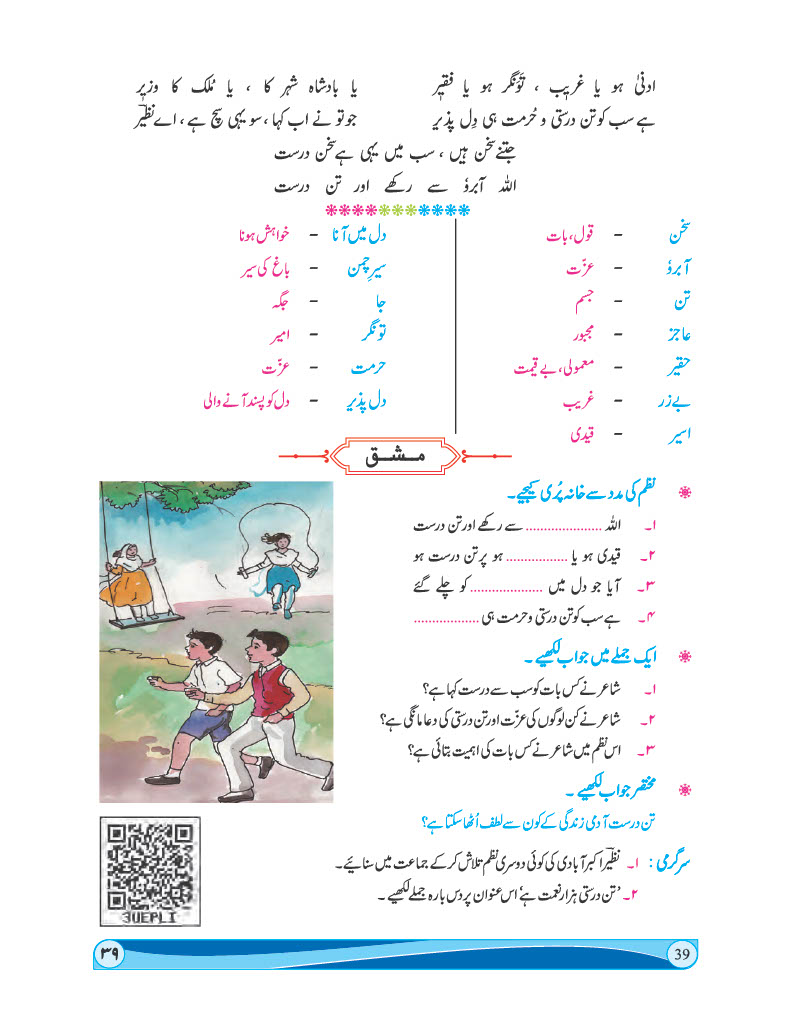 ادنیٰ ہو یا غریب ، تونگر ہو یا فقیر یا بادشاہ شہر کا ، یا مُلک کا وزیر
ہے سب کو تن درستی و حُرمت ہی دِل پذیر جو تو نے اب کہا ، سو یہی سچ ہے ، اے نظیرؔ
جتنے سخن ہیں ، سب میں یہی ہے سخن درست
اللہ آبروٗ سے رکھے اور تن درست
سخن - قول، بات
آبروٗ - عزّت
تن - جسم
عاجز - مجبور
حقیر - معمولی، بے قیمت
بے زر - غریب
اسیر - قیدی
دل میں آنا - خواہش ہونا
سیرِ چمن - باغ کی سیر
جا - جگہ
تونگر - امیر
حرمت - عزّت
دل پذیر - دل کو پسند آنے والی
مشق
نظم کی مدد سے خانہ پُری کیجیے۔
۱۔ اللہ ..................... سے رکھے اور تن درست
۲۔ قیدی ہو یا ................. ہو پر تن درست ہو
۳۔ آیا جو دل میں .................... کو چلے گئے
۴۔ ہے سب کو تن درستی و حرمت ہی ..................
ایک جملے میں جواب لکھیے ۔
۱۔ شاعر نے کس بات کو سب سے درست کہا ہے؟
۲۔ شاعر نے کن لوگوں کی عزّت اور تن درستی کی دعا مانگی ہے؟
۳۔ اس نظم میں شاعر نے کس بات کی اہمیت بتائی ہے؟
مختصر جواب لکھیے ۔
تن درست آدمی زندگی کے کون سے لطف اُٹھا سکتا ہے؟
سرگرمی : ۱۔ نظیرؔ اکبر آبادی کی کوئی دوسری نظم تلاش کر کے جماعت میں سنائیے۔
۲۔ ’تن درستی ہزار نعمت ہے‘ اس عنوان پر دس بارہ جملے لکھیے ۔
3UEPLI
۳۹
39